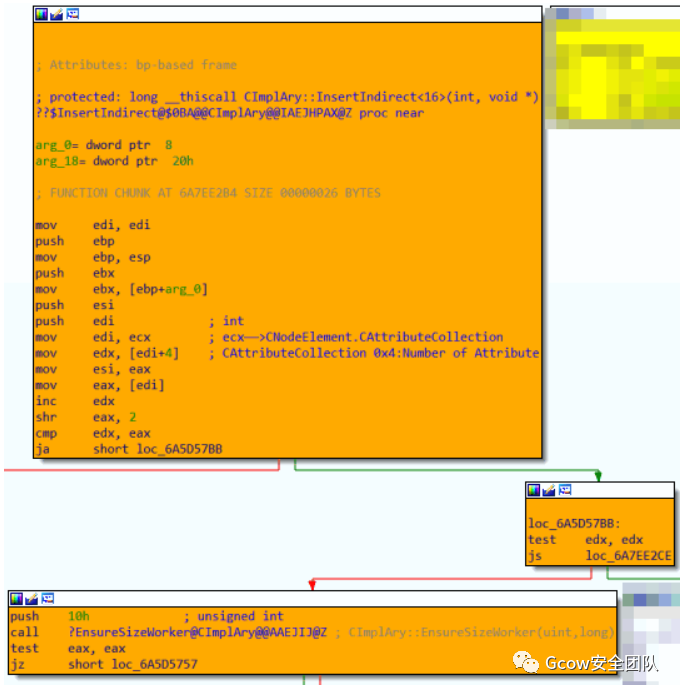 ; Attributes: bp-based frame
; protected: long __thiscall CImplAry::InsertIndirect<16>(int, void *)
??$InsertIndirect@$0BA@@CImplAry@@IAEJHPAX@Z proc near
arg_0= dword ptr  8
arg_18= dword ptr  20h
; FUNCTION CHUNK AT 6A7EE2B4 SIZE 00000026 BYTES
mov     edi, edi
push    ebp
mov     ebp, esp
push    ebx
mov     ebx, [ebp+arg_0]
push    esi
push    edi             ; int
mov     edi, ecx        ; ecx—>CNodeElement.CAttributeCollection
mov     edx, [edi+4]    ; CAttributeCollection 0x4:Number of Attribute
mov     esi, eax
mov     eax, [edi]
inc     edx
shr     eax, 2
cmp     edx, eax
ja      short loc_6A5D57BB
loc_6A5D57BB:
test    edx, edx
js      loc_6A7EE2CE
push    10h             ; unsigned int
call    ?EnsureSizeWorker@CImplAry@@AAEJIJ@Z ; CImplAry::EnsureSizeWorker(uint,long)
test    eax, eax
jz      short loc_6A5D5757
Gcow安全团队